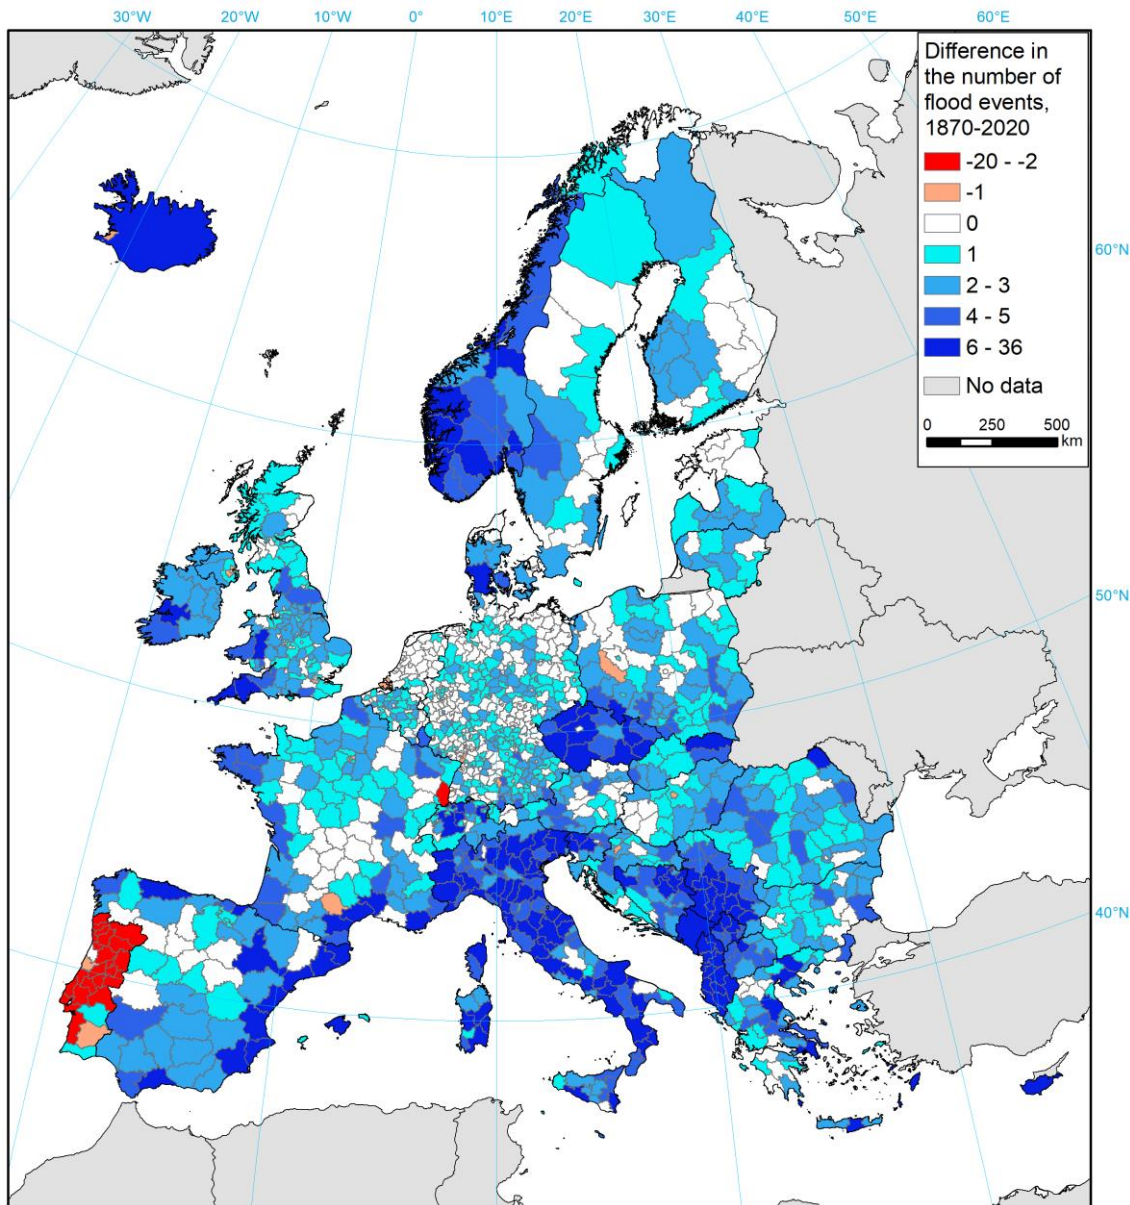 30°W 20°W 10°W 0° 10°E 20°E 30°E 40°E 50°E 60°E
Difference in
the number of
flood events,
1870-2020
-20 - -2
-1
0
1
2 - 3
4 - 5
6 - 36
No data
0 250 500
km
60°N
50°N
40°N